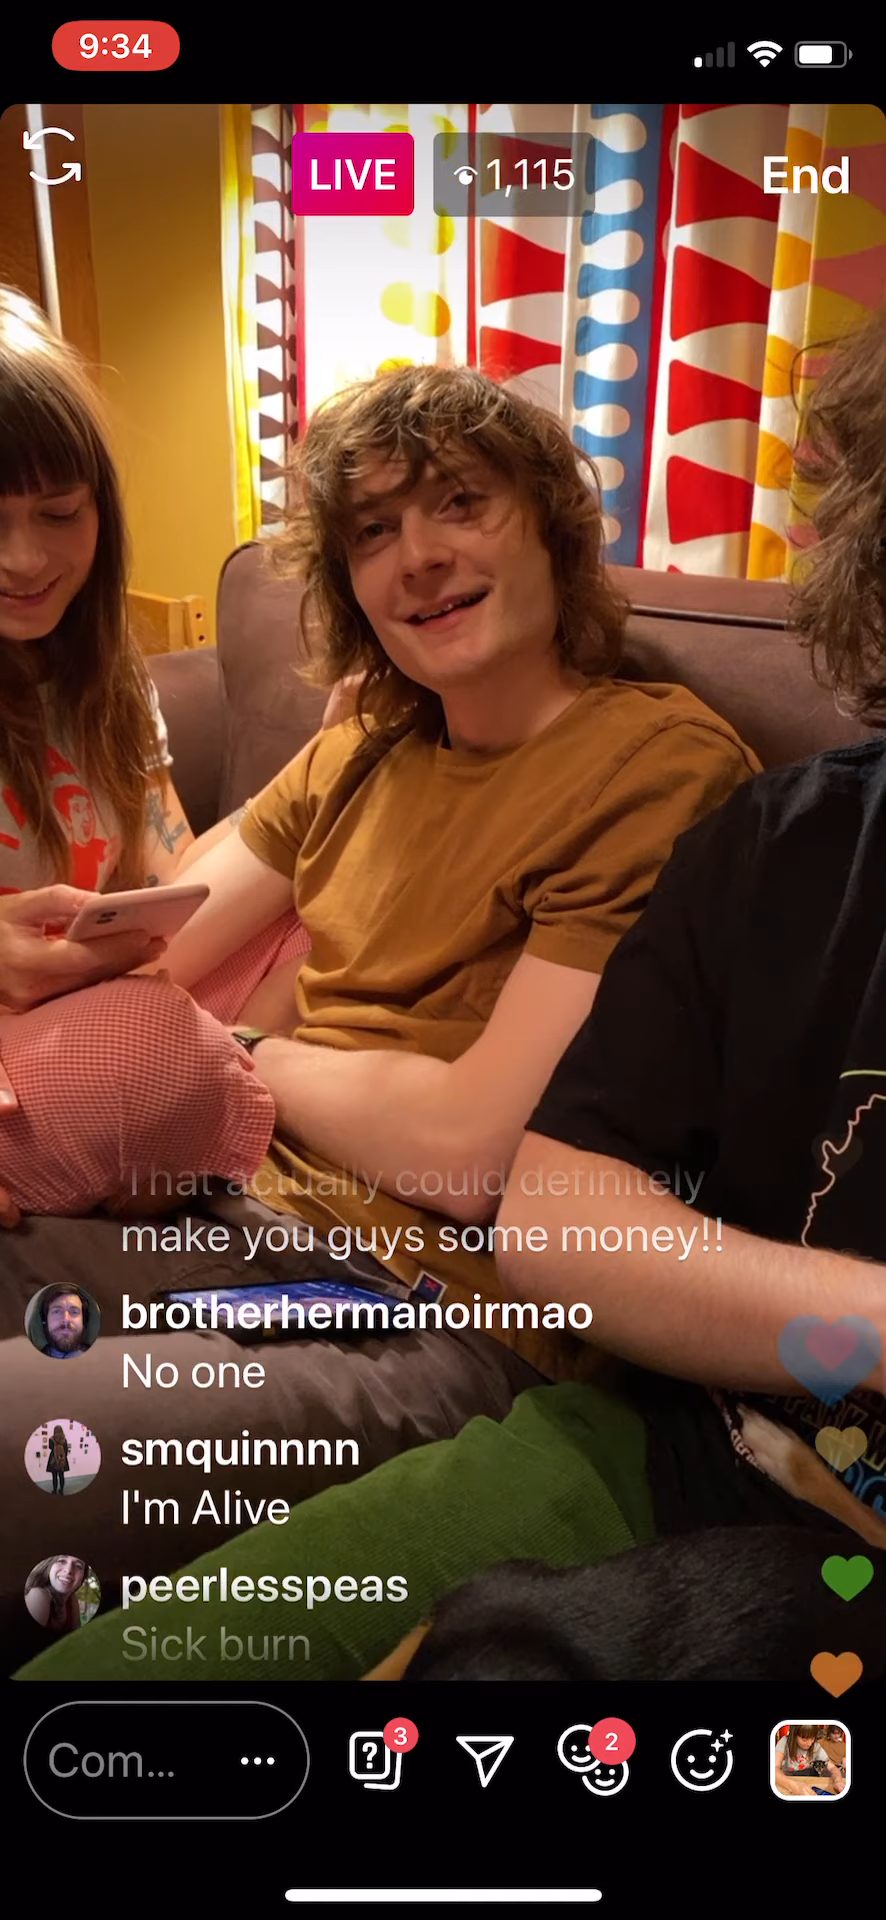 9:34
LIVE
1,115
End
That actually could definitely
make you guys some money!!
brotherhermanoirmao
No one
smquinnnn
I'm Alive
peerlesspeas
Sick burn
Com...
3
2